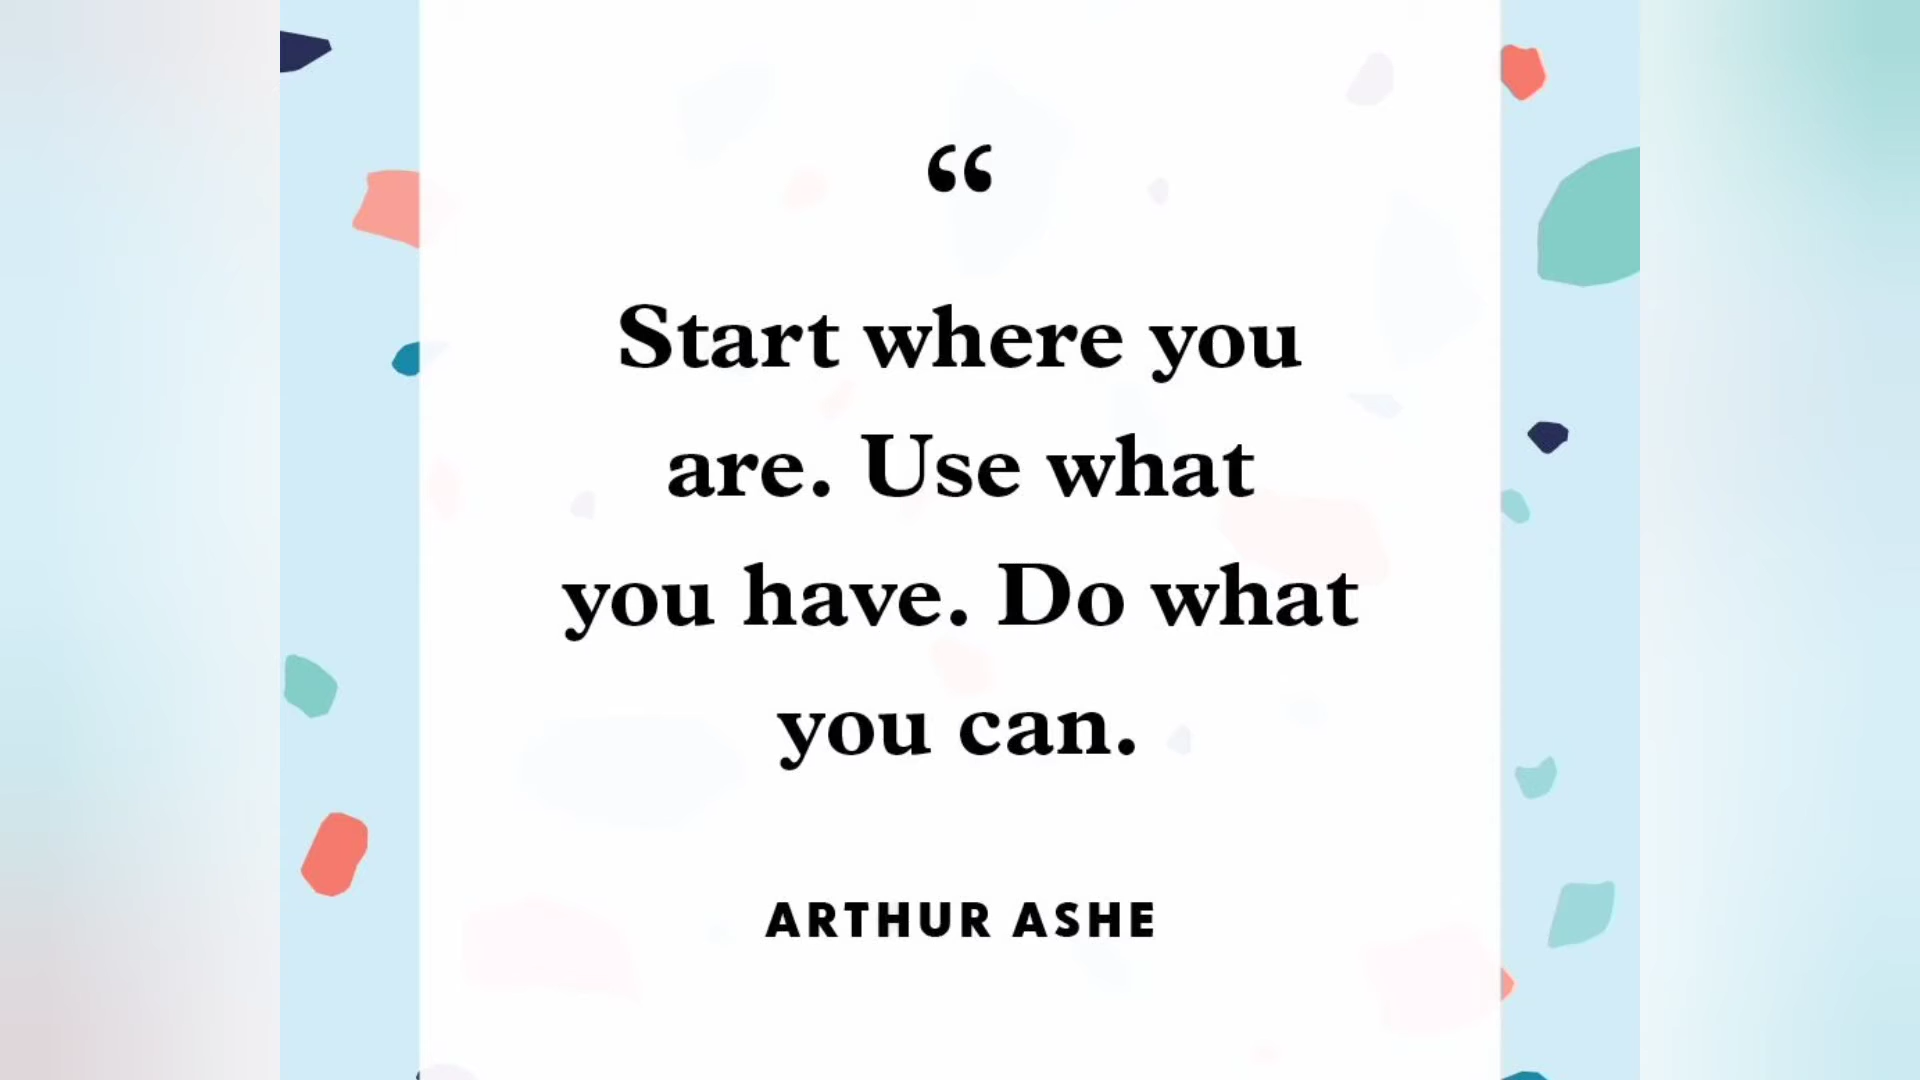 “
Start where you
are. Use what
you have. Do what
you can.
ARTHUR ASHE